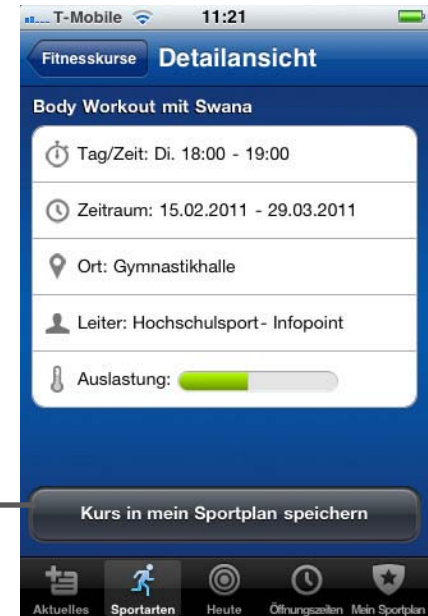 T-Mobile 11:21
Fitnesskurse Detailansicht
Body Workout mit Swana
Tag/Zeit: Di. 18:00 - 19:00
Zeitraum: 15.02.2011 - 29.03.2011
Ort: Gymnastikhalle
Leiter: Hochschulsport- Infopoint
Auslastung:
Kurs in mein Sportplan speichern
Aktuelles Sportarten Heute Öffnungszeiten Mein Sportplan